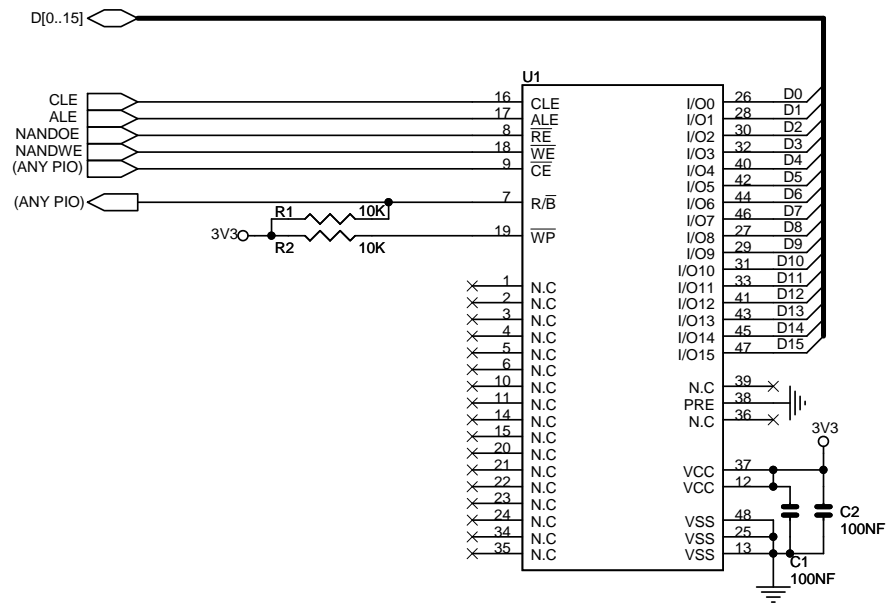 D[0..15]
U1
CLE 16 CLE
ALE 17 ALE
NANDOE 8 RE
NANDWE 18 WE
(ANY PIO) 9 CE
(ANY PIO) 7 R/B
R1 10K
3V3 19 WP
R2 10K
1 N.C
2 N.C
3 N.C
4 N.C
5 N.C
6 N.C
10 N.C
11 N.C
14 N.C
15 N.C
20 N.C
21 N.C
22 N.C
23 N.C
24 N.C
34 N.C
35 N.C
I/O0 26 D0
I/O1 28 D1
I/O2 30 D2
I/O3 32 D3
I/O4 40 D4
I/O5 42 D5
I/O6 44 D6
I/O7 46 D7
I/O8 27 D8
I/O9 29 D9
I/O10 31 D10
I/O11 33 D11
I/O12 41 D12
I/O13 43 D13
I/O14 45 D14
I/O15 47 D15
N.C 39
PRE 38
N.C 36
3V3
VCC 37
VCC 12
VSS 48
VSS 25
VSS 13
C2
100NF
C1
100NF